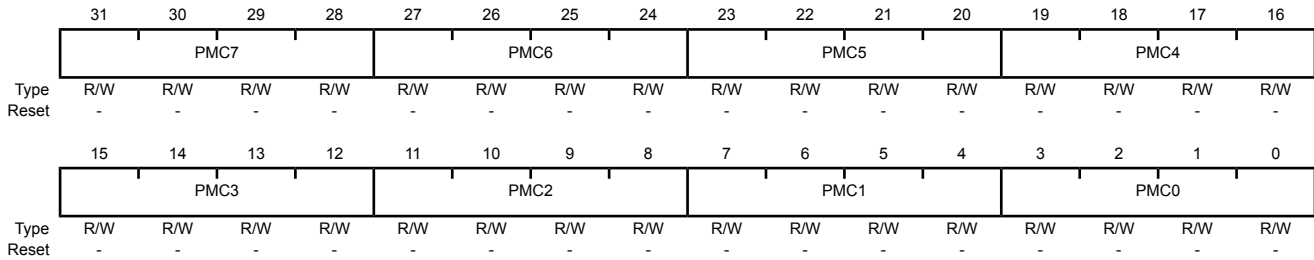 31 30 29 28 27 26 25 24 23 22 21 20 19 18 17 16
PMC7 PMC6 PMC5 PMC4
Type R/W R/W R/W R/W R/W R/W R/W R/W R/W R/W R/W R/W R/W R/W R/W R/W
Reset - - - - - - - - - - - - - - - -
15 14 13 12 11 10 9 8 7 6 5 4 3 2 1 0
PMC3 PMC2 PMC1 PMC0
Type R/W R/W R/W R/W R/W R/W R/W R/W R/W R/W R/W R/W R/W R/W R/W R/W
Reset - - - - - - - - - - - - - - - -